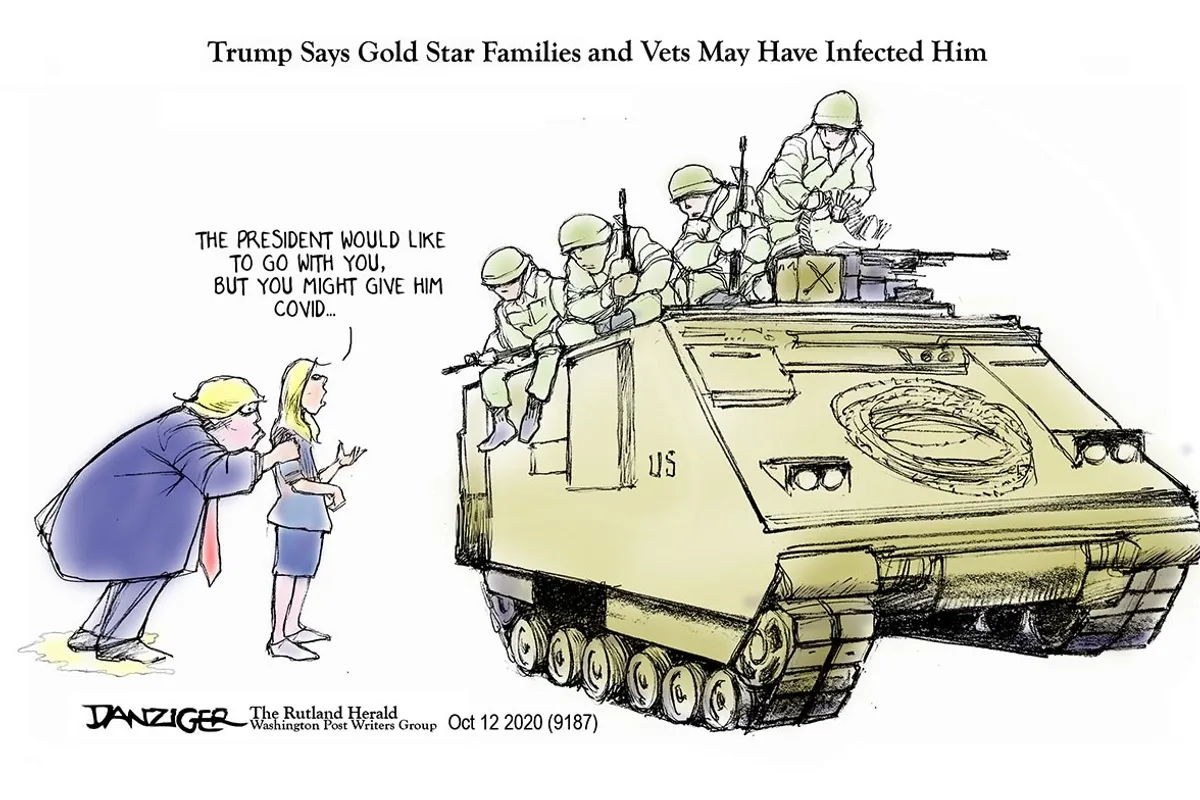 Trump Says Gold Star Families and Vets May Have Infected Him
THE PRESIDENT WOULD LIKE
TO GO WITH YOU,
BUT YOU MIGHT GIVE HIM
COVID...
US
DANZIGER
The Rutland Herald
Washington Post Writers Group
Oct 12 2020 (9187)